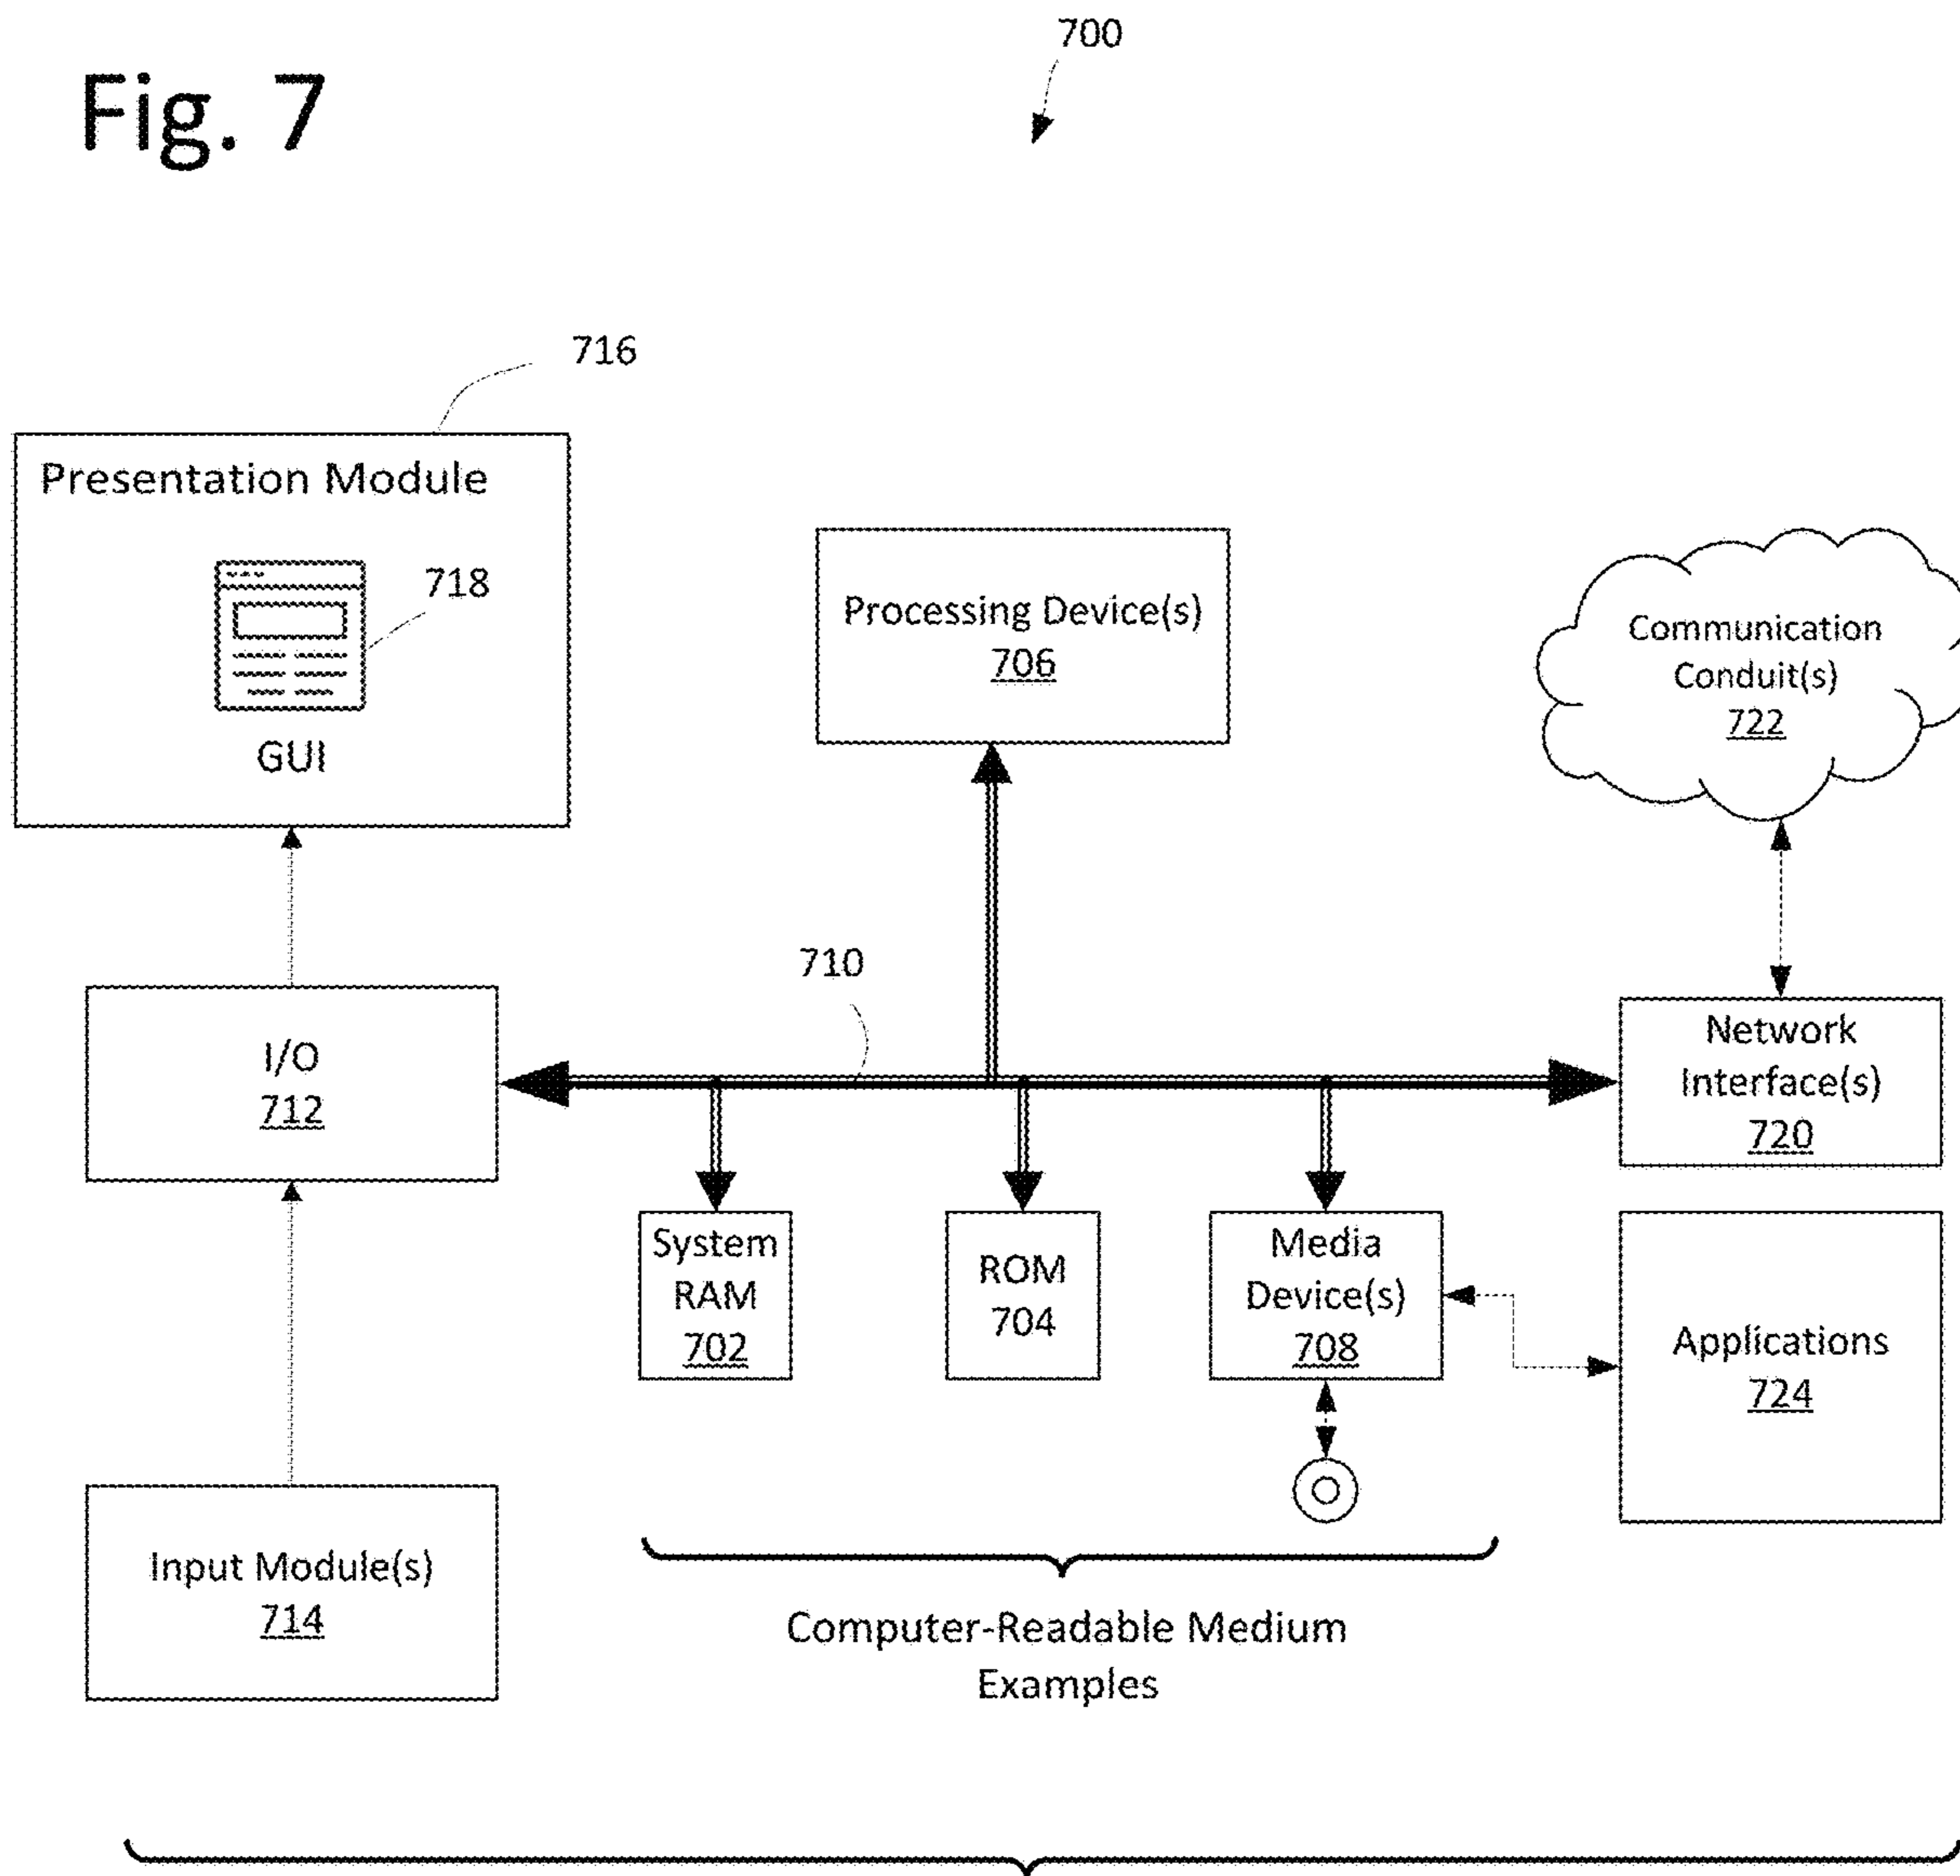 Fig. 7
700
716
Presentation Module
718
GUI
Processing Device(s)
706
Communication
Conduit(s)
722
710
I/O
712
Network
Interface(s)
720
System
RAM
702
ROM
704
Media
Device(s)
708
Applications
724
Input Module(s)
714
Computer-Readable Medium
Examples